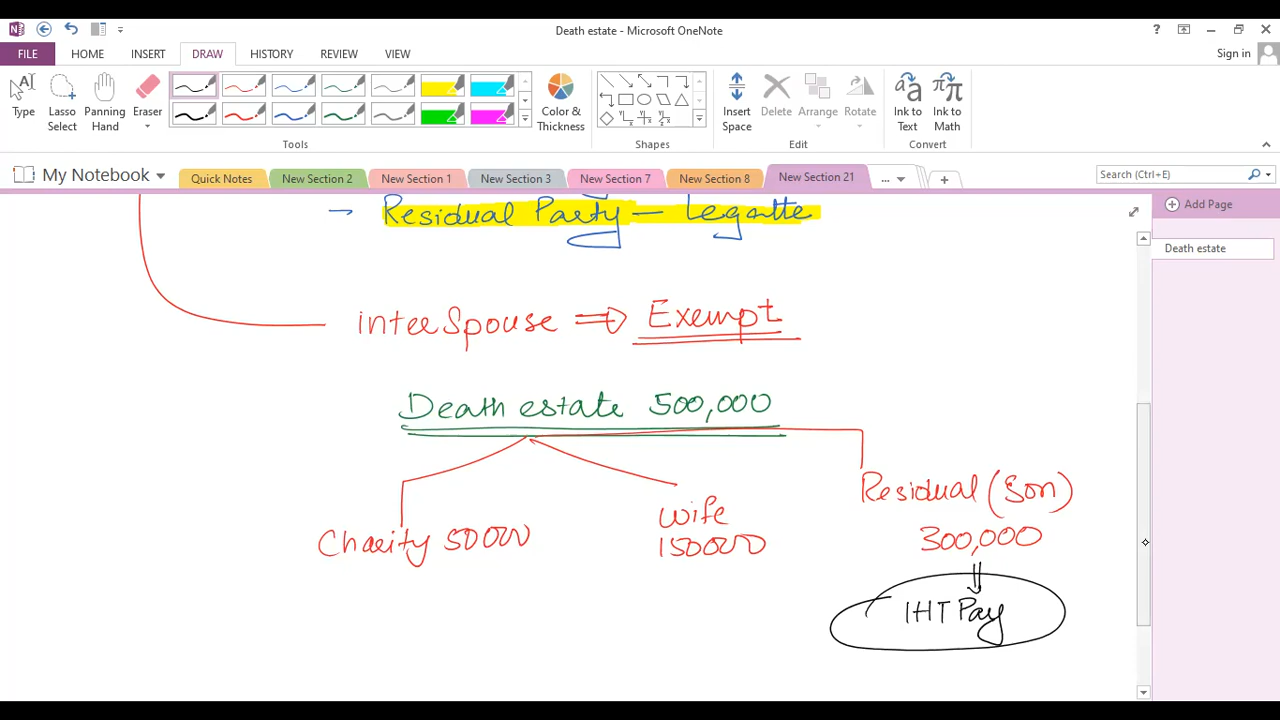 Death estate - Microsoft OneNote
?
FILE HOME INSERT DRAW HISTORY REVIEW VIEW
Sign in
Type
Lasso Select
Panning Hand
Eraser
Color & Thickness
Insert Space
Delete
Arrange
Rotate
Ink to Text
Ink to Math
Tools
Shapes
Edit
Convert
My Notebook
Quick Notes New Section 2 New Section 1 New Section 3 New Section 7 New Section 8 New Section 21 ...
Search (Ctrl+E)
Add Page
Death estate
→ Residual Party — Legatte
inter Spouse ⇒ Exempt
Death estate 500,000
Charity 50000
Wife
150000
Residual (Son)
300,000
IHT Pay